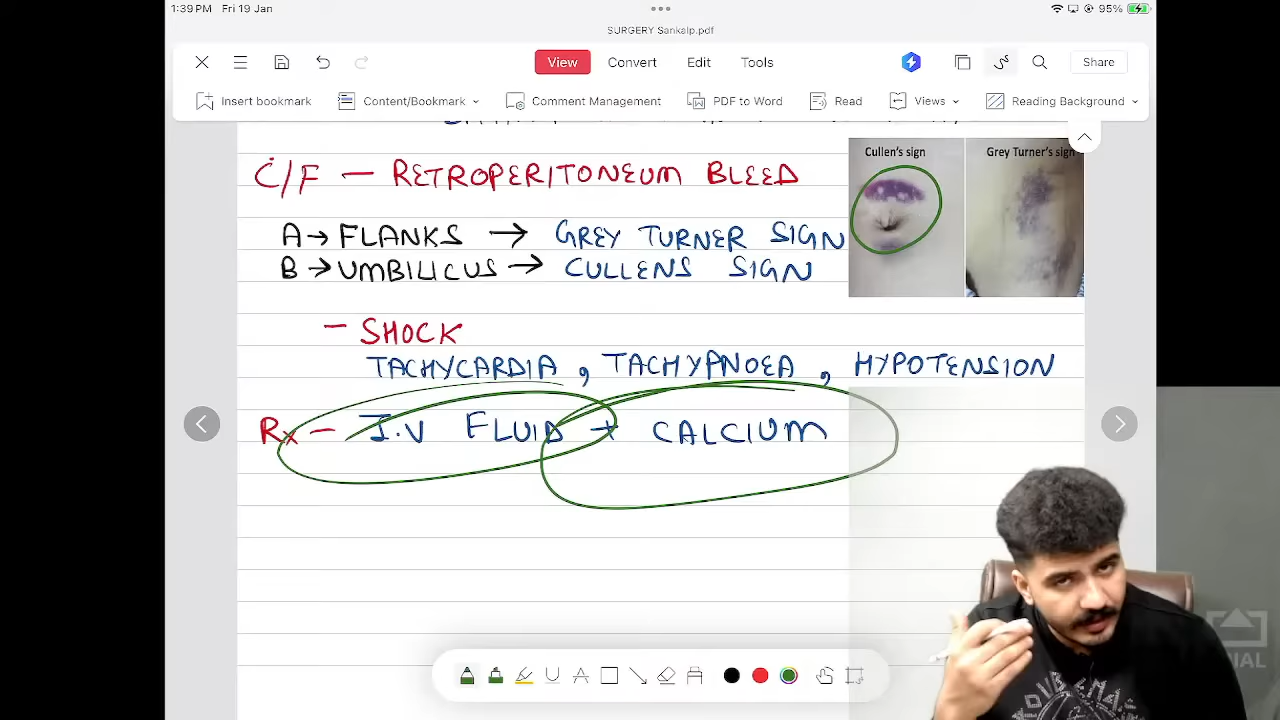 1:39 PM Fri 19 Jan
95%
SURGERY Sankalp.pdf
View Convert Edit Tools
Share
Insert bookmark Content/Bookmark Comment Management PDF to Word Read Views Reading Background
C/F — RETROPERITONEUM BLEED
Cullen's sign
Grey Turner's sign
A → FLANKS → GREY TURNER SIGN
B → UMBILICUS → CULLENS SIGN
- SHOCK
TACHYCARDIA, TACHYPNOEA, HYPOTENSION
Rx - I.V FLUID + CALCIUM